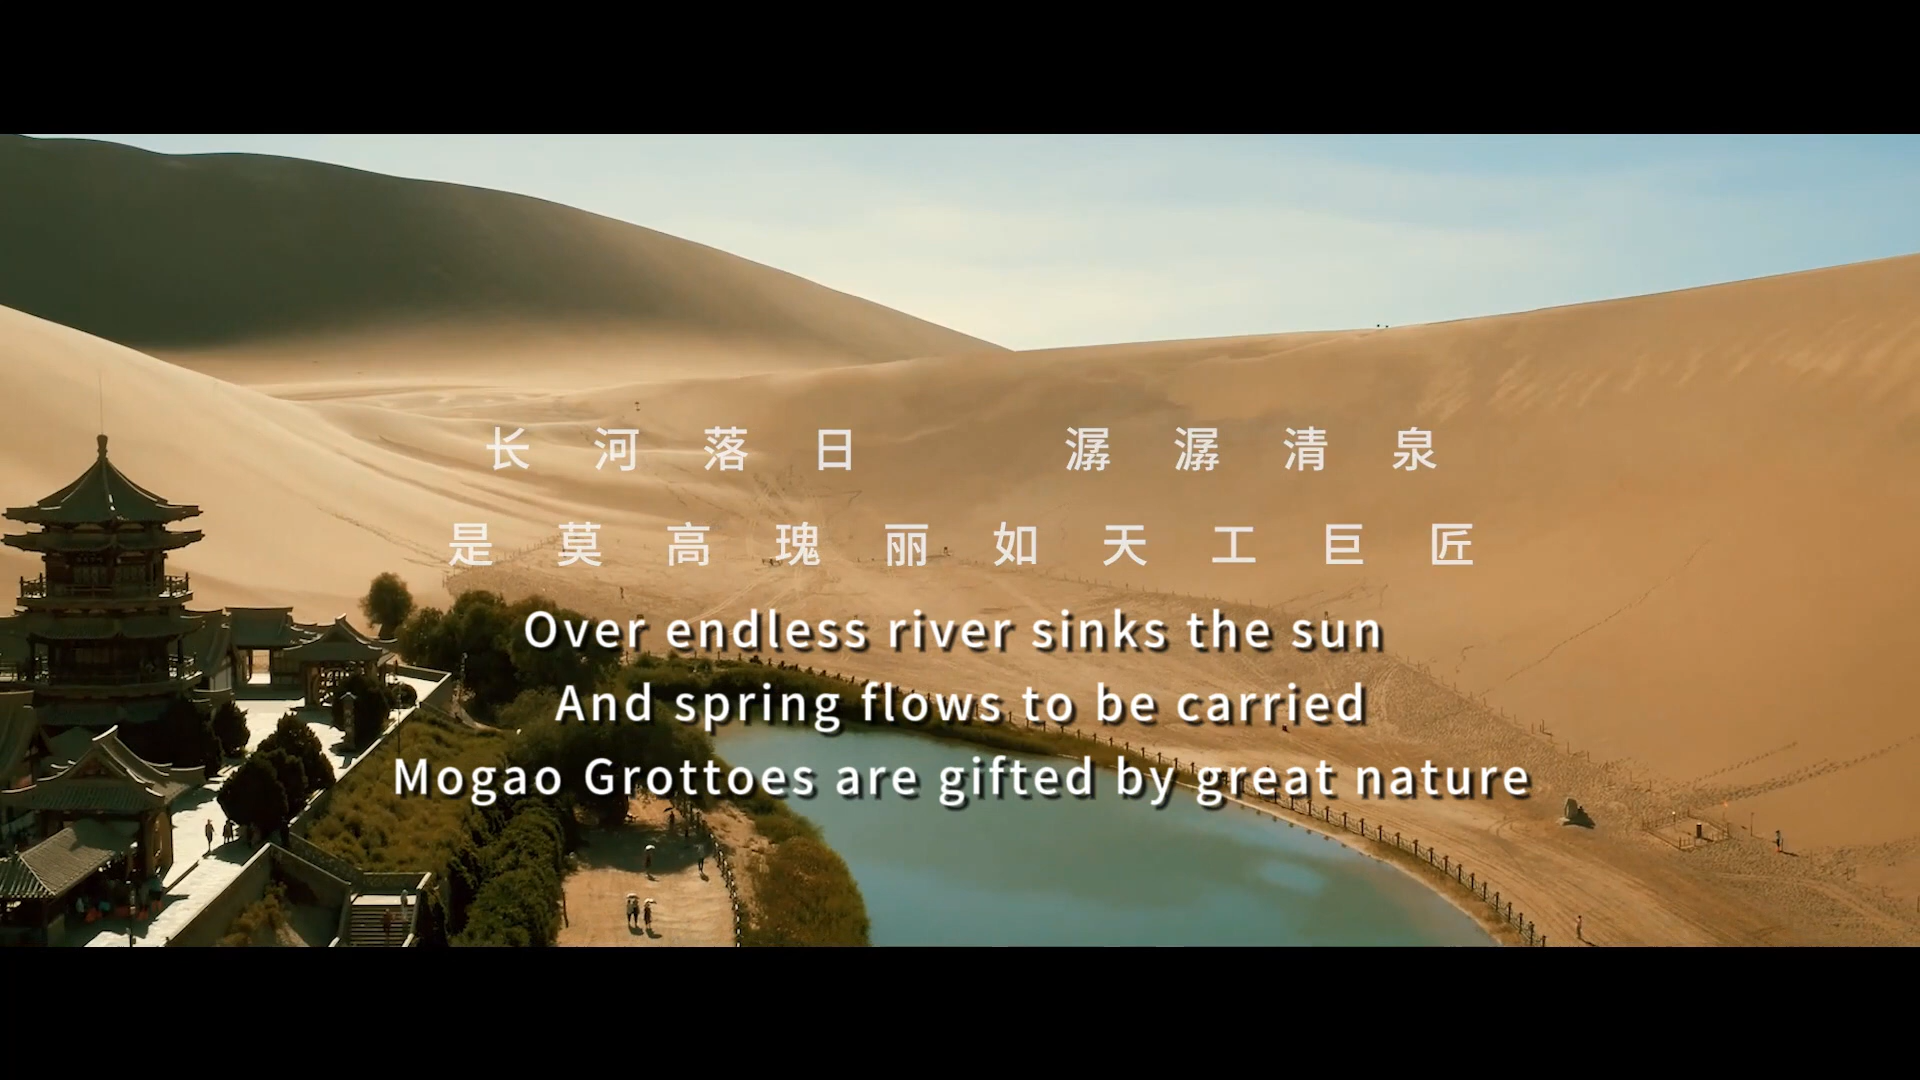 长河落日 潺潺清泉
是莫高瑰丽如天工巨匠
Over endless river sinks the sun
And spring flows to be carried
Mogao Grottoes are gifted by great nature